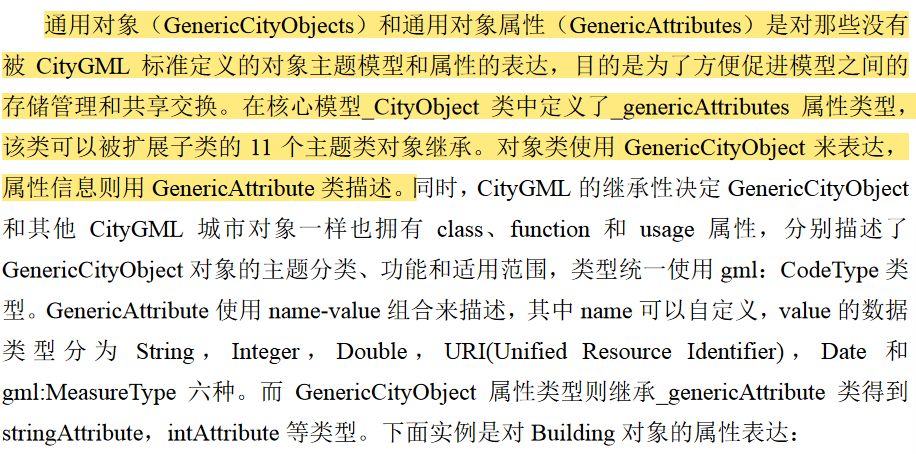 通用对象（GenericCityObjects）和通用对象属性（GenericAttributes）是对那些没有
被 CityGML 标准定义的对象主题模型和属性的表达，目的是为了方便促进模型之间的
存储管理和共享交换。在核心模型_CityObject 类中定义了_genericAttributes 属性类型，
该类可以被扩展子类的 11 个主题类对象继承。对象类使用 GenericCityObject 来表达，
属性信息则用 GenericAttribute 类描述。同时，CityGML 的继承性决定 GenericCityObject
和其他 CityGML 城市对象一样也拥有 class、function 和 usage 属性，分别描述了
GenericCityObject 对象的主题分类、功能和适用范围，类型统一使用 gml：CodeType 类
型。GenericAttribute 使用 name-value 组合来描述，其中 name 可以自定义，value 的数据
类型分为 String，Integer，Double，URI(Unified Resource Identifier)，Date 和
gml:MeasureType 六种。而 GenericCityObject 属性类型则继承_genericAttribute 类得到
stringAttribute，intAttribute 等类型。下面实例是对 Building 对象的属性表达：